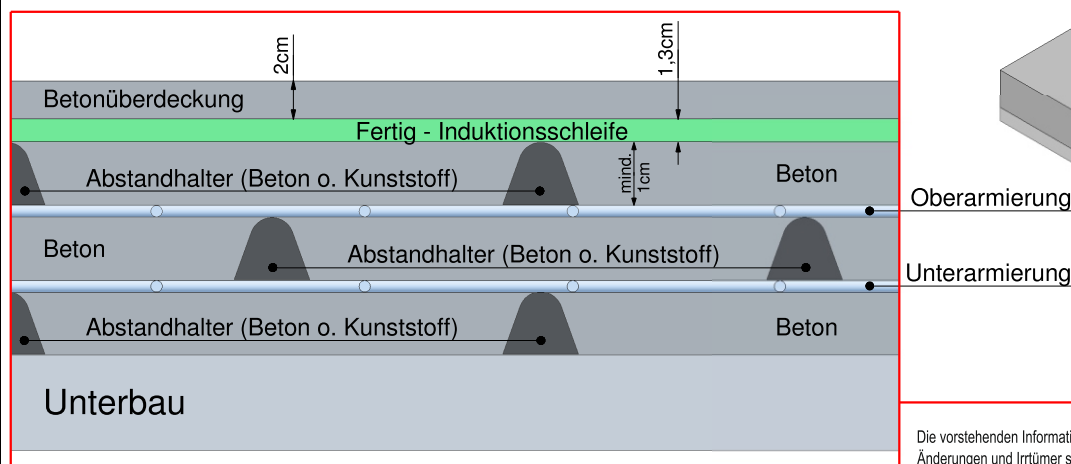 2cm
1,3cm
Betonüberdeckung
Fertig - Induktionsschleife
mind.
1cm
Abstandhalter (Beton o. Kunststoff)
Beton
Oberarmierung
Beton
Abstandhalter (Beton o. Kunststoff)
Unterarmierung
Abstandhalter (Beton o. Kunststoff)
Beton
Unterbau
Die vorstehenden
Änderungen und Irrtümer